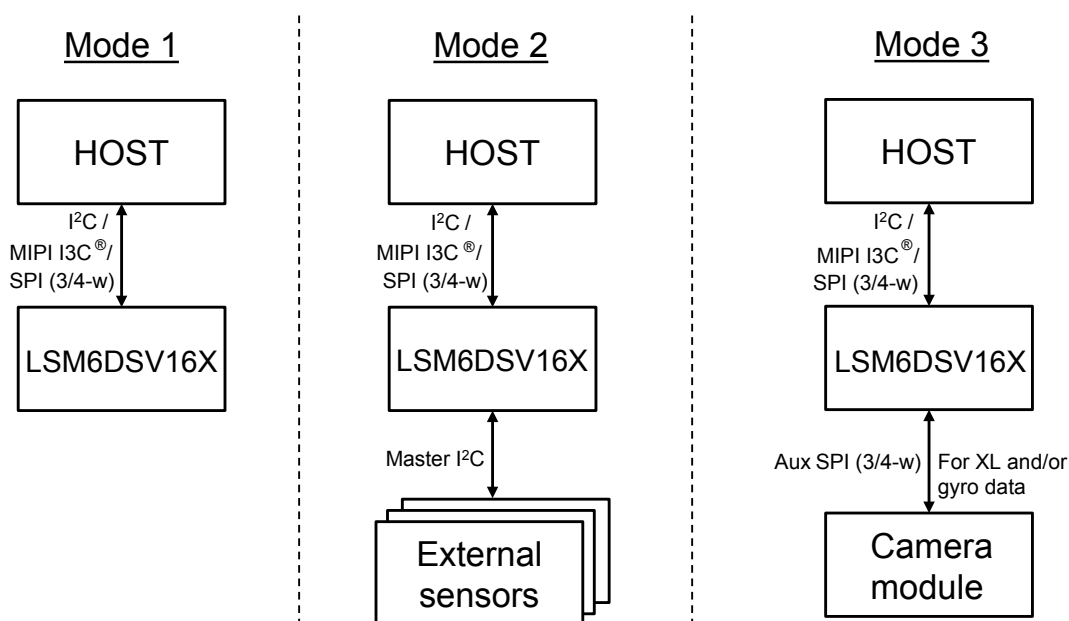 Mode 1
HOST
I²C /
MIPI I3C®/
SPI (3/4-w)
LSM6DSV16X
Mode 2
HOST
I²C /
MIPI I3C®/
SPI (3/4-w)
LSM6DSV16X
Master I²C
External
sensors
Mode 3
HOST
I²C /
MIPI I3C®/
SPI (3/4-w)
LSM6DSV16X
Aux SPI (3/4-w)
For XL and/or
gyro data
Camera
module